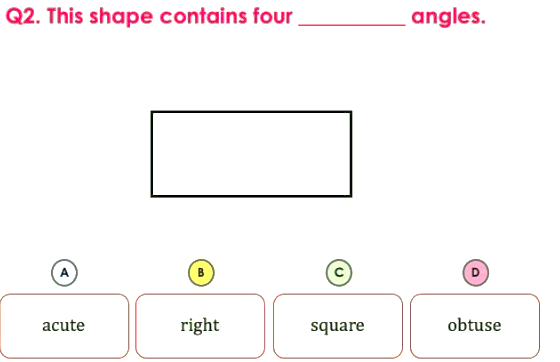 Q2. This shape contains four __________ angles.
A
B
C
D
acute
right
square
obtuse